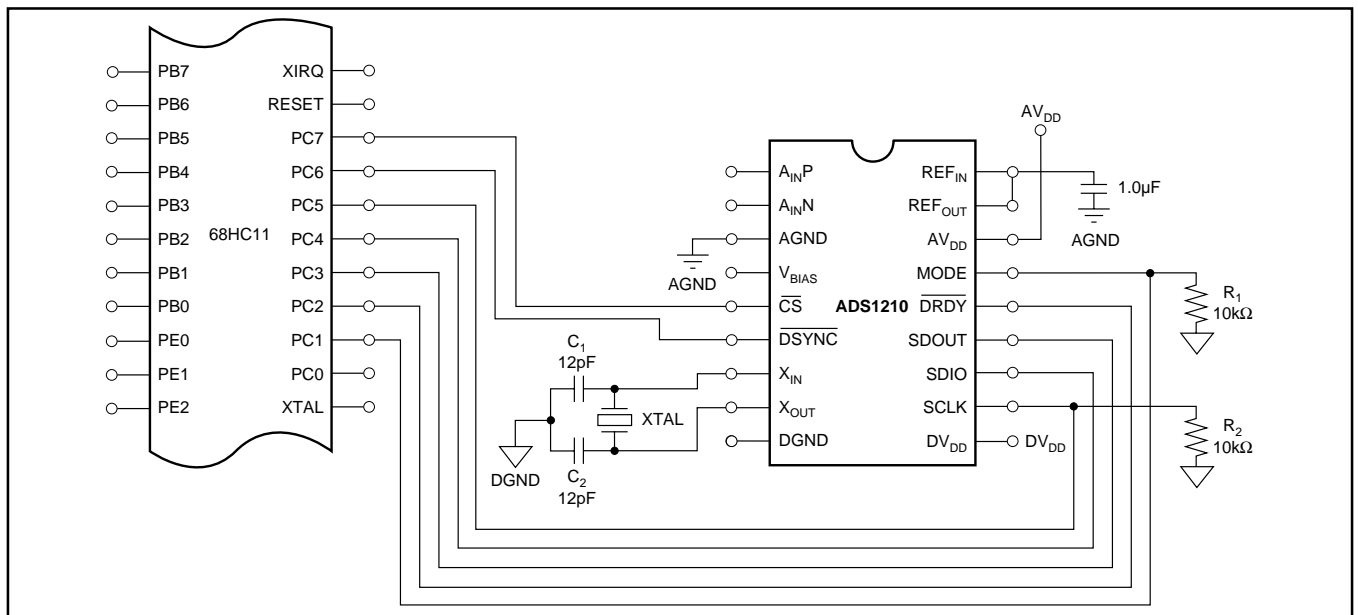 PB7
PB6
PB5
PB4
PB3
PB2
PB1
PB0
PE0
PE1
PE2
68HC11
XIRQ
RESET
PC7
PC6
PC5
PC4
PC3
PC2
PC1
PC0
XTAL
C1
12pF
XTAL
C2
12pF
DGND
AGND
AINP
AINN
AGND
VBIAS
CS
DSYNC
XIN
XOUT
DGND
ADS1210
REFIN
REFOUT
AVDD
MODE
DRDY
SDOUT
SDIO
SCLK
DVDD
AVDD
1.0µF
AGND
R1
10kΩ
R2
10kΩ
DVDD